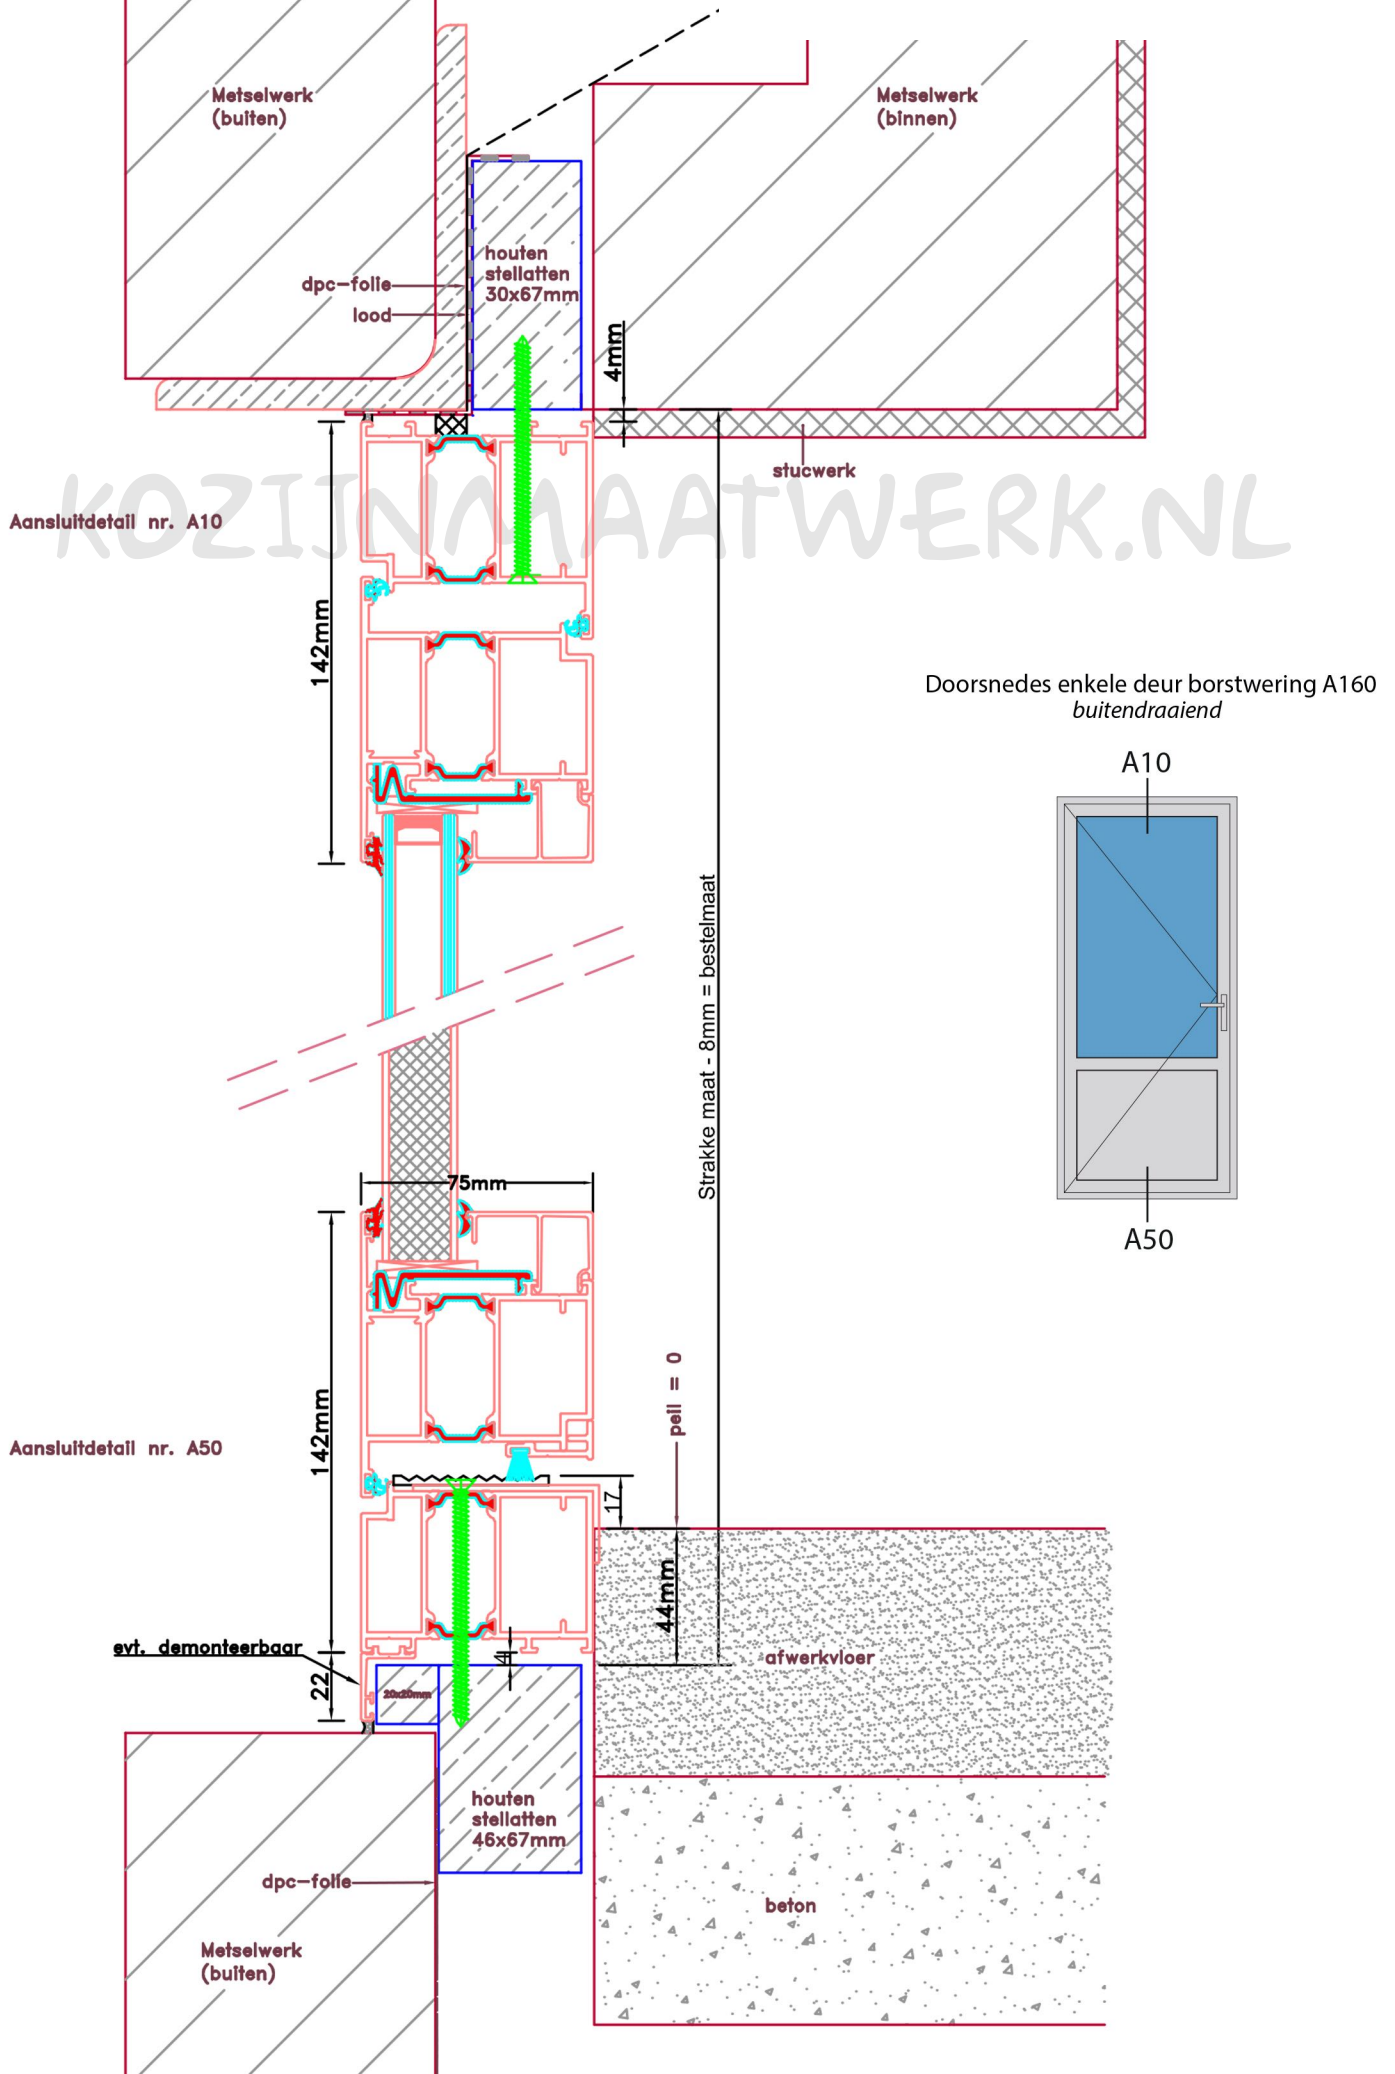 Metselwerk
(buiten)
Metselwerk
(binnen)
houten
stellatten
30x67mm
dpc-folie
lood
4mm
stucwerk
KOZIJNMAATWERK.NL
Aansluitdetail nr. A10
142mm
Doorsnedes enkele deur borstwering A160
buitendraaiend
A10
Strakke maat - 8mm = bestelmaat
75mm
A50
peil = 0
142mm
Aansluitdetail nr. A50
17
44mm
evt. demonteerbaar
4
afwerkvloer
22
20x20mm
houten
stellatten
46x67mm
dpc-folie
beton
Metselwerk
(buiten)